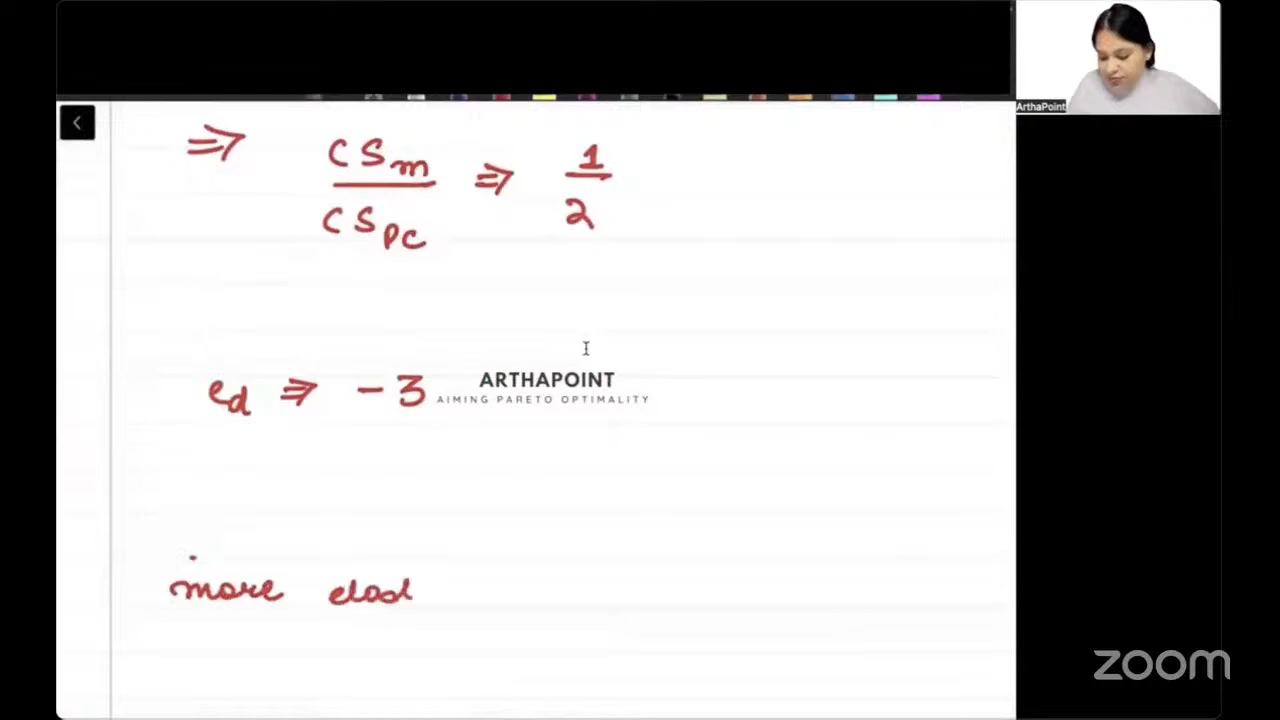 ArthaPoint
⇒ CSm / CSPC ⇒ 1 / 2
ed ⇒ - 3
ARTHAPOINT
AIMING PARETO OPTIMALITY
more elast
zoom